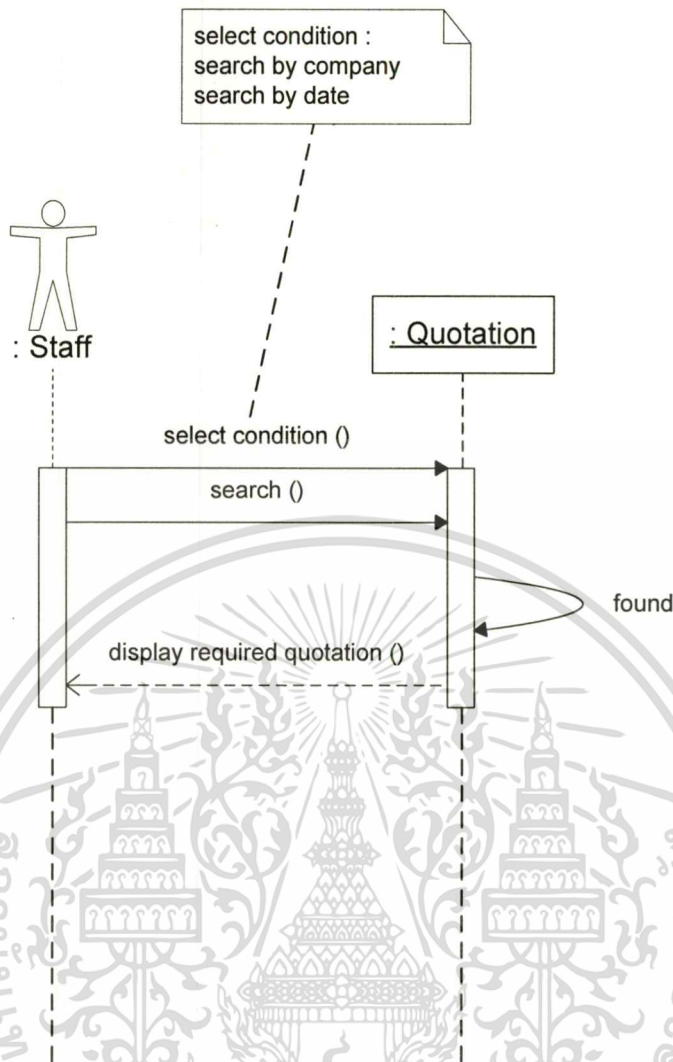 select condition :
search by company
search by date
: Staff
: Quotation
select condition ()
search ()
found
display required quotation ()